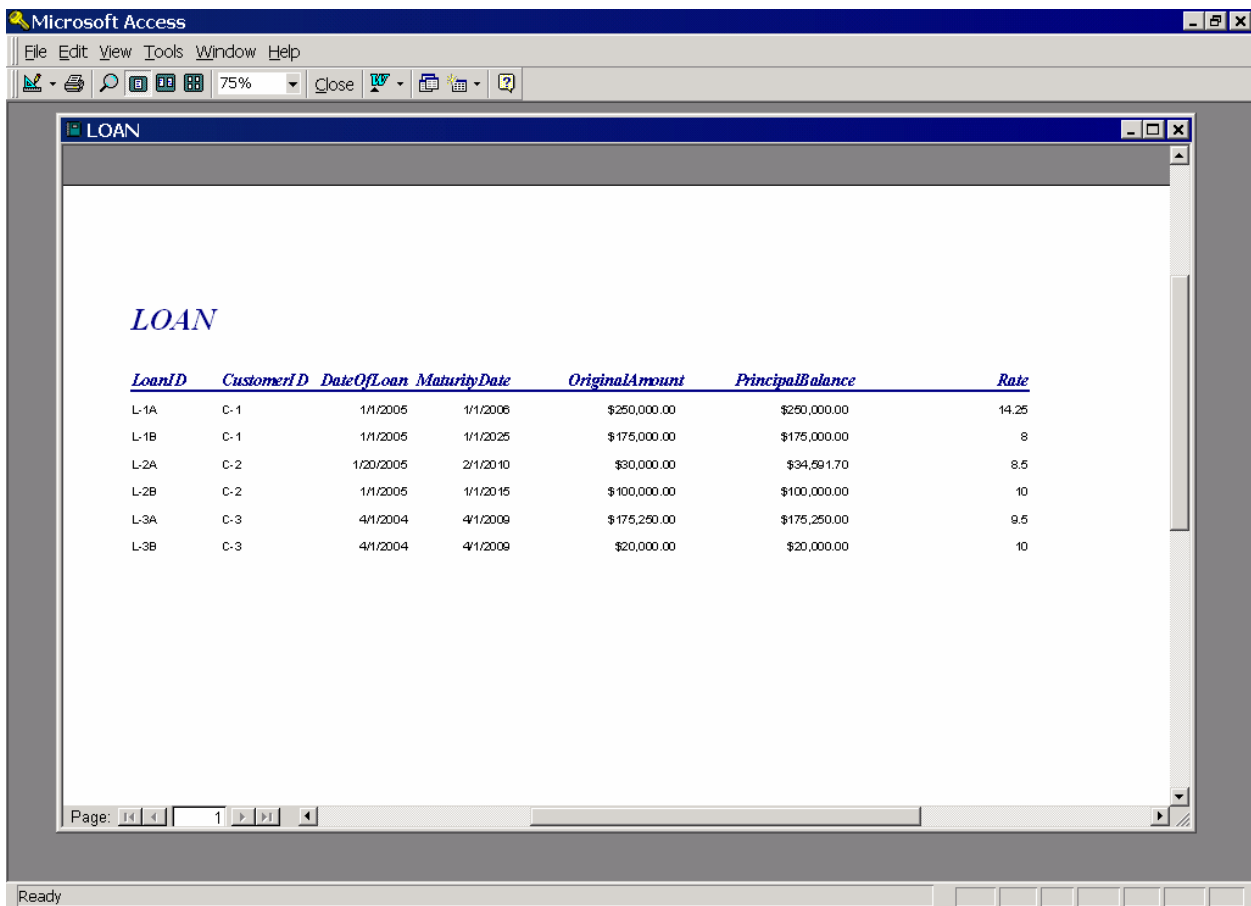 Microsoft Access
File Edit View Tools Window Help
75% Close
LOAN
LOAN
LoanID CustomerID DateOfLoan MaturityDate OriginalAmount PrincipalBalance Rate
L-1A C-1 1/1/2005 1/1/2006 $250,000.00 $250,000.00 14.25
L-1B C-1 1/1/2005 1/1/2025 $175,000.00 $175,000.00 8
L-2A C-2 1/20/2005 2/1/2010 $30,000.00 $34,591.70 8.5
L-2B C-2 1/1/2005 1/1/2015 $100,000.00 $100,000.00 10
L-3A C-3 4/1/2004 4/1/2009 $175,250.00 $175,250.00 9.5
L-3B C-3 4/1/2004 4/1/2009 $20,000.00 $20,000.00 10
Page: 1
Ready